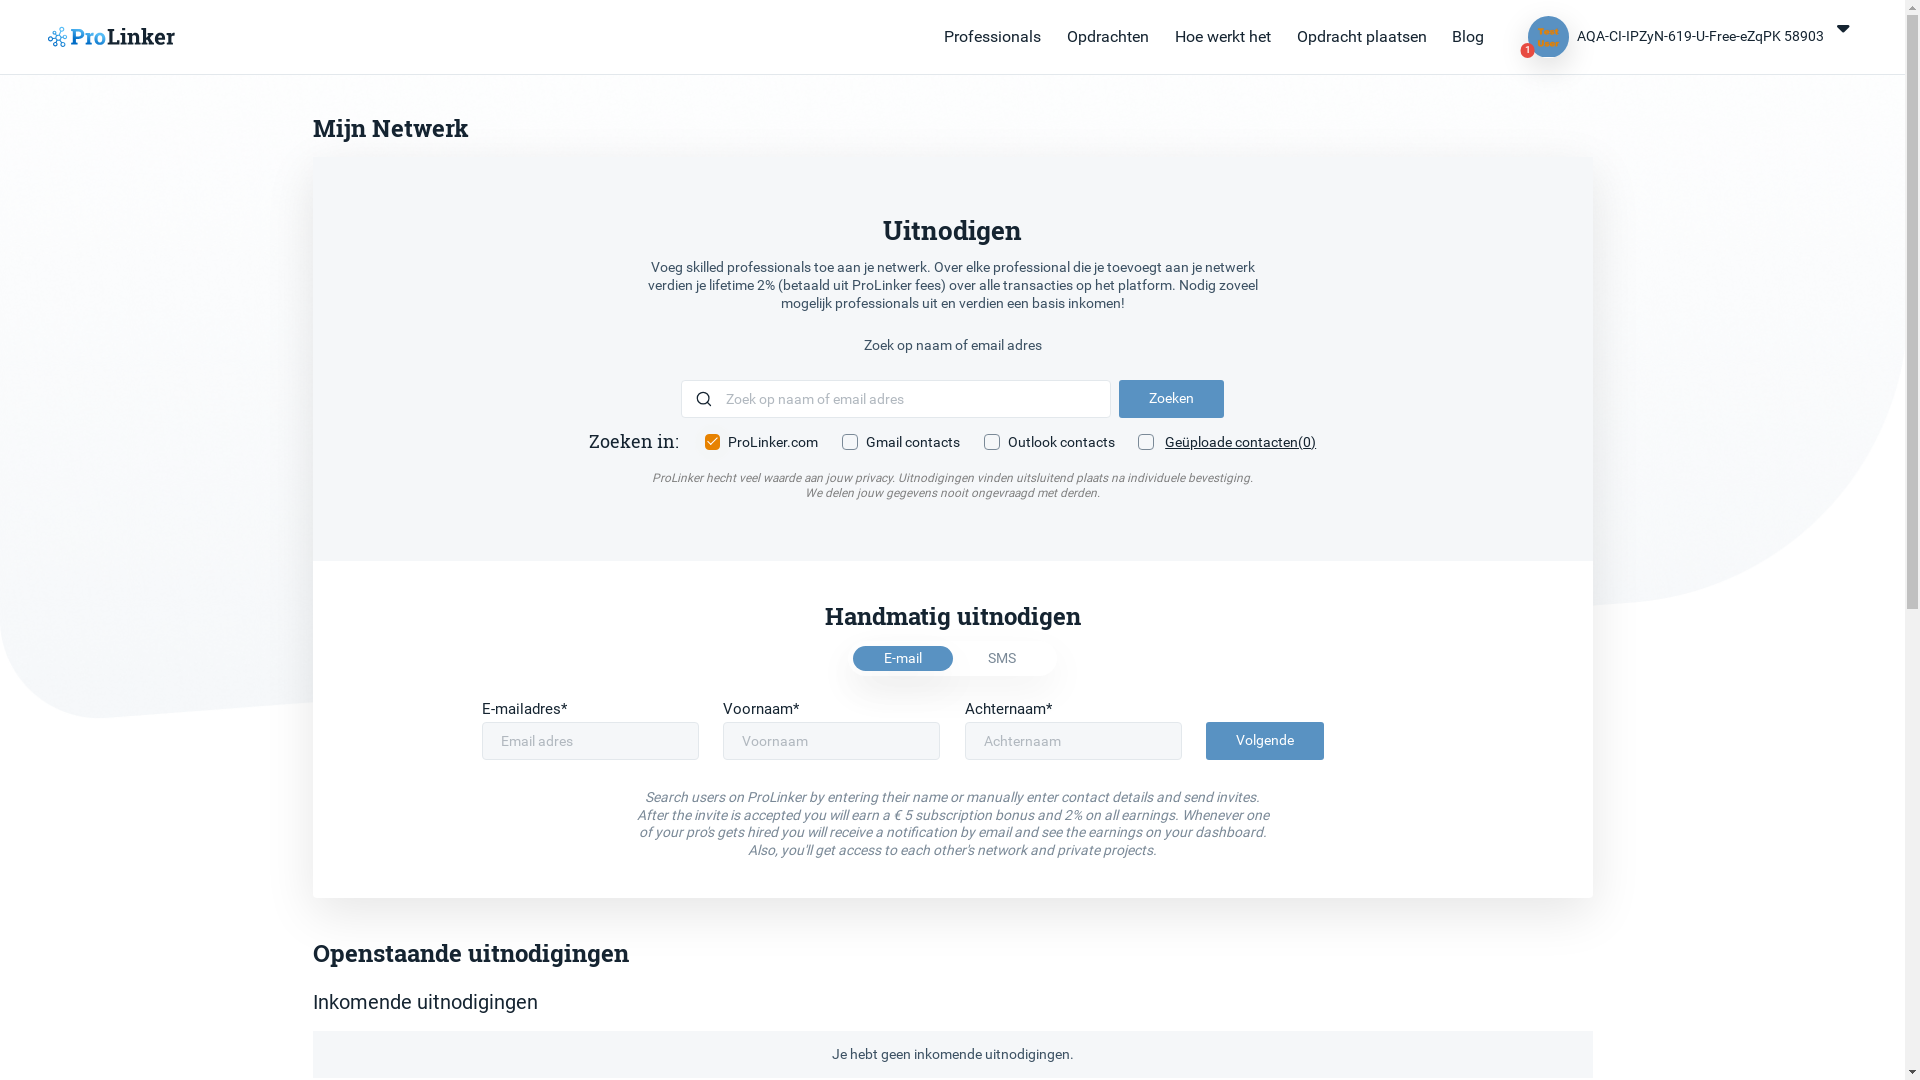 ProLinker
Professionals
Opdrachten
Hoe werkt het
Opdracht plaatsen
Blog
Test User
1
AQA-CI-IPZyN-619-U-Free-eZqPK 58903
Mijn Netwerk
Uitnodigen
Voeg skilled professionals toe aan je netwerk. Over elke professional die je toevoegt aan je netwerk
verdien je lifetime 2% (betaald uit ProLinker fees) over alle transacties op het platform. Nodig zoveel
mogelijk professionals uit en verdien een basis inkomen!
Zoek op naam of email adres
Zoek op naam of email adres
Zoeken
Zoeken in:
ProLinker.com
Gmail contacts
Outlook contacts
Geüploade contacten(0)
ProLinker hecht veel waarde aan jouw privacy. Uitnodigingen vinden uitsluitend plaats na individuele bevestiging.
We delen jouw gegevens nooit ongevraagd met derden.
Handmatig uitnodigen
E-mail
SMS
E-mailadres*
Voornaam*
Achternaam*
Email adres
Voornaam
Achternaam
Volgende
Search users on ProLinker by entering their name or manually enter contact details and send invites.
After the invite is accepted you will earn a € 5 subscription bonus and 2% on all earnings. Whenever one
of your pro's gets hired you will receive a notification by email and see the earnings on your dashboard.
Also, you'll get access to each other's network and private projects.
Openstaande uitnodigingen
Inkomende uitnodigingen
Je hebt geen inkomende uitnodigingen.